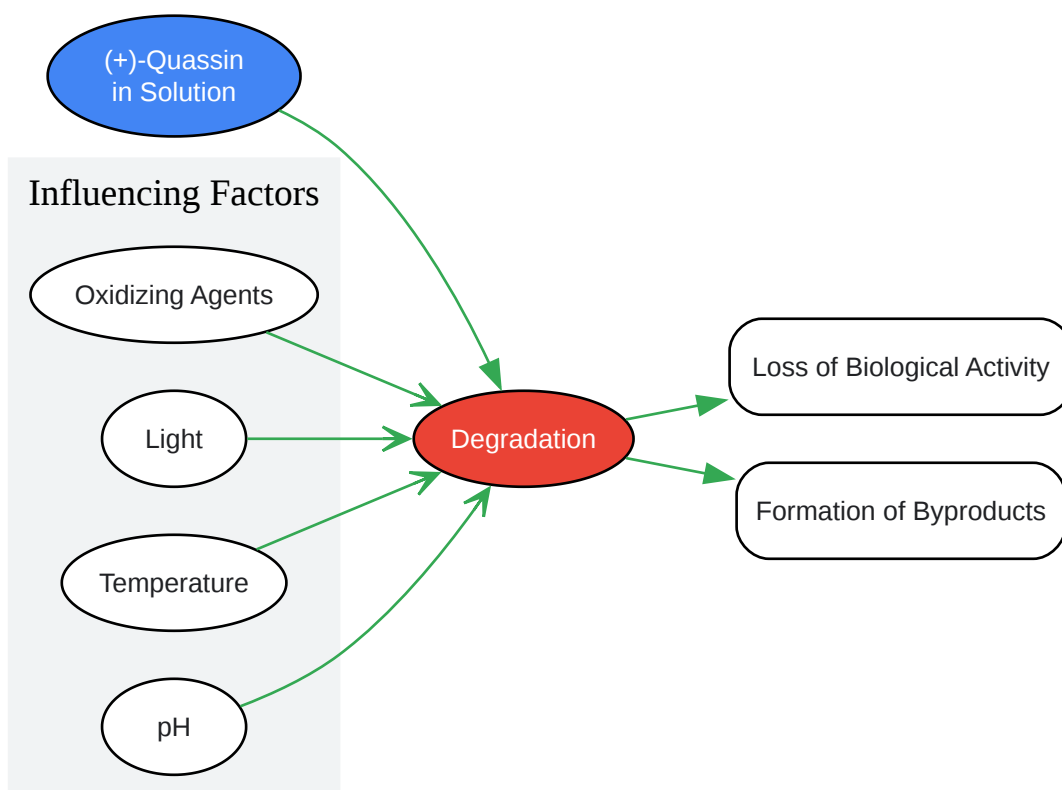 (+)-Quassin
in Solution
Influencing Factors
Oxidizing Agents
Light
Temperature
pH
Degradation
Loss of Biological Activity
Formation of Byproducts